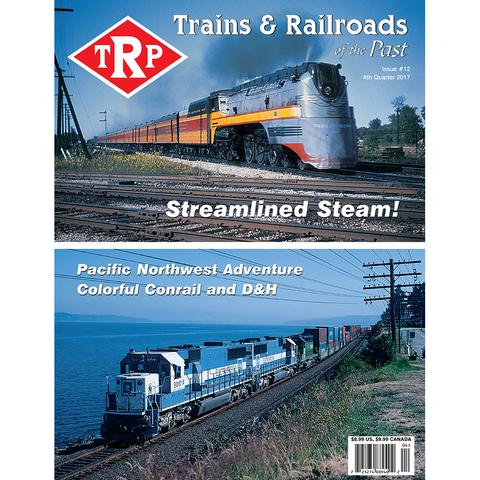 TRP
Trains & Railroads
of the Past
Issue #12
4th Quarter 2017
Streamlined Steam!
Pacific Northwest Adventure
Colorful Conrail and D&H
$8.99 US, $9.99 CANADA